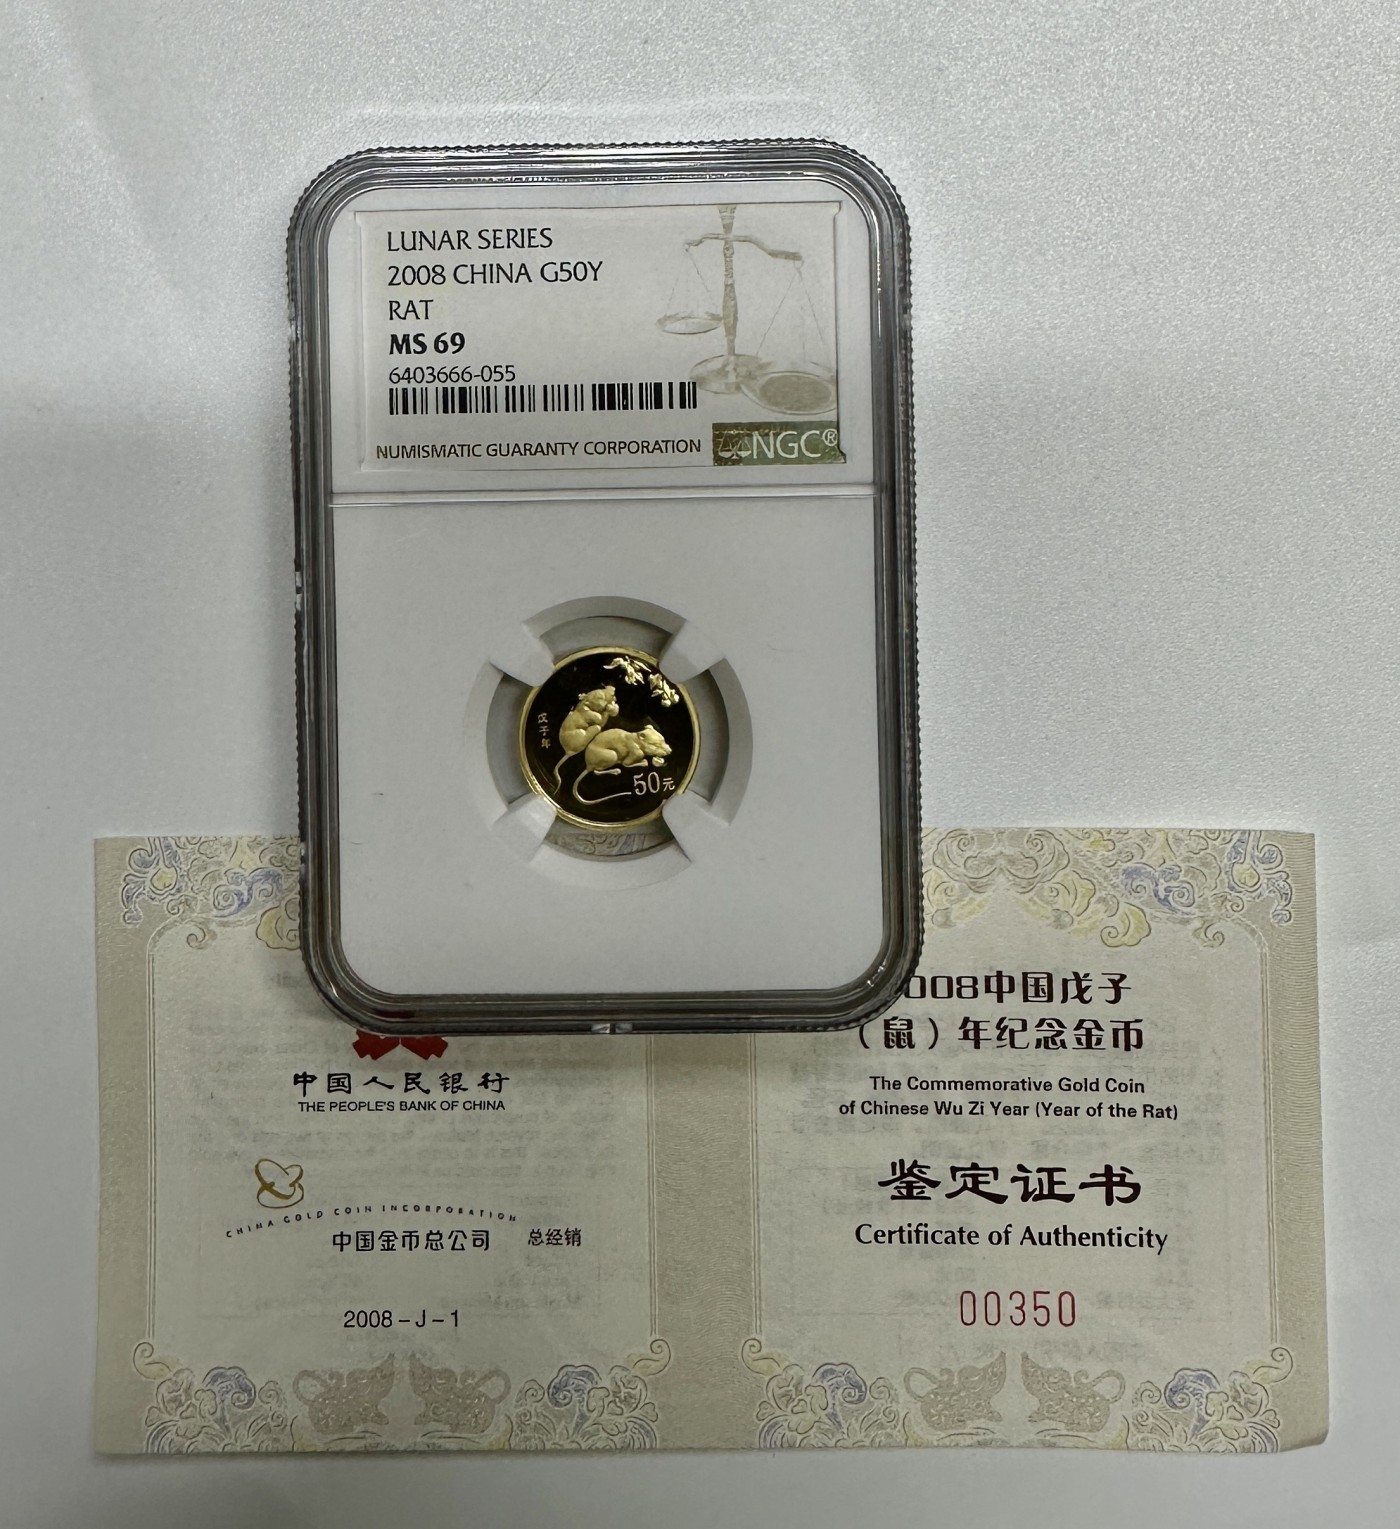 LUNAR SERIES
2008 CHINA G50Y
RAT
MS 69
6403666-055
NUMISMATIC GUARANTY CORPORATION
NGC®
戊子年
50元
中国人民银行
THE PEOPLE'S BANK OF CHINA
CHINA GOLD COIN INCORPORATION
中国金币总公司 总经销
2008-J-1
008中国戊子
（鼠）年纪念金币
The Commemorative Gold Coin
of Chinese Wu Zi Year (Year of the Rat)
鉴定证书
Certificate of Authenticity
00350